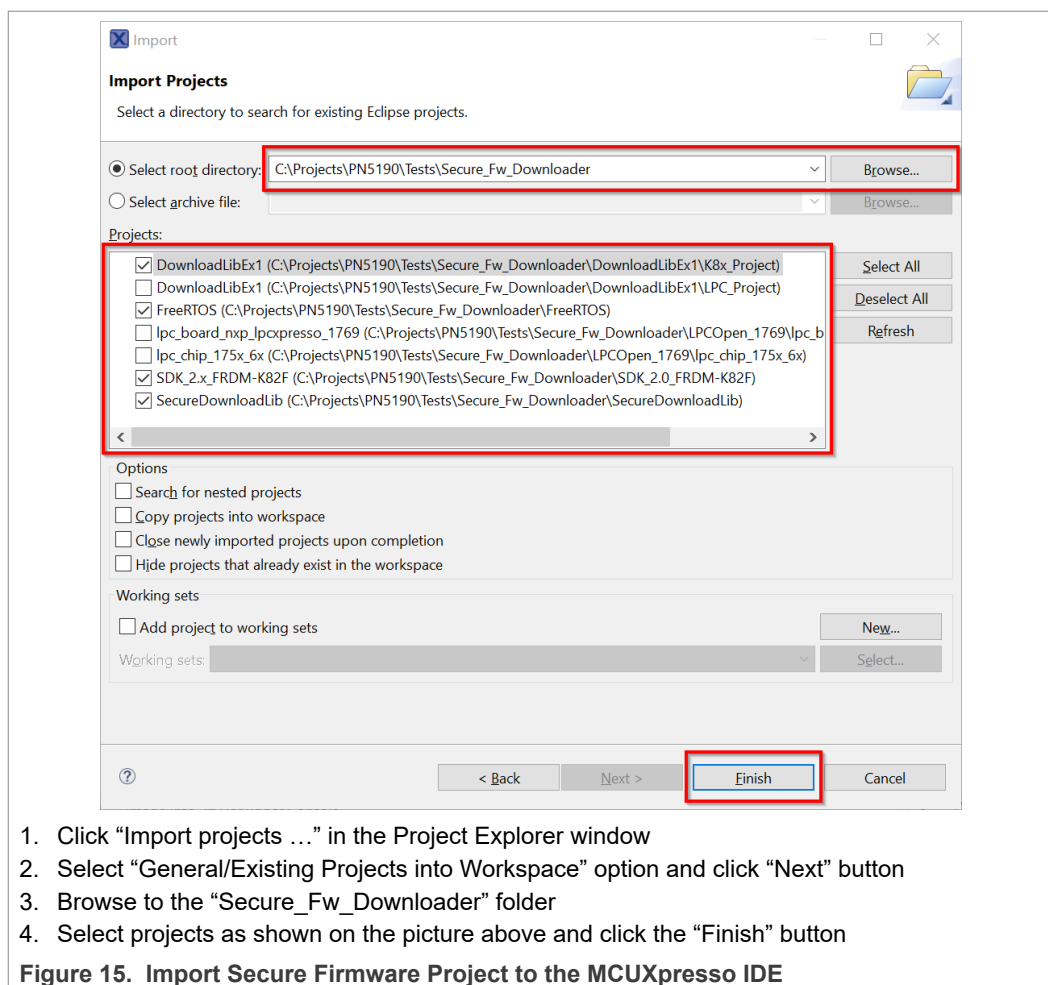 Import
Import Projects
Select a directory to search for existing Eclipse projects.
Select root directory: C:\Projects\PN5190\Tests\Secure_Fw_Downloader Browse...
Select archive file: Browse...
Projects:
DownloadLibEx1 (C:\Projects\PN5190\Tests\Secure_Fw_Downloader\DownloadLibEx1\K8x_Project) Select All
DownloadLibEx1 (C:\Projects\PN5190\Tests\Secure_Fw_Downloader\DownloadLibEx1\LPC_Project) Deselect All
FreeRTOS (C:\Projects\PN5190\Tests\Secure_Fw_Downloader\FreeRTOS)
lpc_board_nxp_lpcxpresso_1769 (C:\Projects\PN5190\Tests\Secure_Fw_Downloader\LPCOpen_1769\lpc_b Refresh
lpc_chip_175x_6x (C:\Projects\PN5190\Tests\Secure_Fw_Downloader\LPCOpen_1769\lpc_chip_175x_6x)
SDK_2.x_FRDM-K82F (C:\Projects\PN5190\Tests\Secure_Fw_Downloader\SDK_2.0_FRDM-K82F)
SecureDownloadLib (C:\Projects\PN5190\Tests\Secure_Fw_Downloader\SecureDownloadLib)
Options
Search for nested projects
Copy projects into workspace
Close newly imported projects upon completion
Hide projects that already exist in the workspace
Working sets
Add project to working sets New...
Working sets: Select...
< Back Next > Finish Cancel
1. Click “Import projects …” in the Project Explorer window
2. Select “General/Existing Projects into Workspace” option and click “Next” button
3. Browse to the “Secure_Fw_Downloader” folder
4. Select projects as shown on the picture above and click the “Finish” button
Figure 15. Import Secure Firmware Project to the MCUXpresso IDE